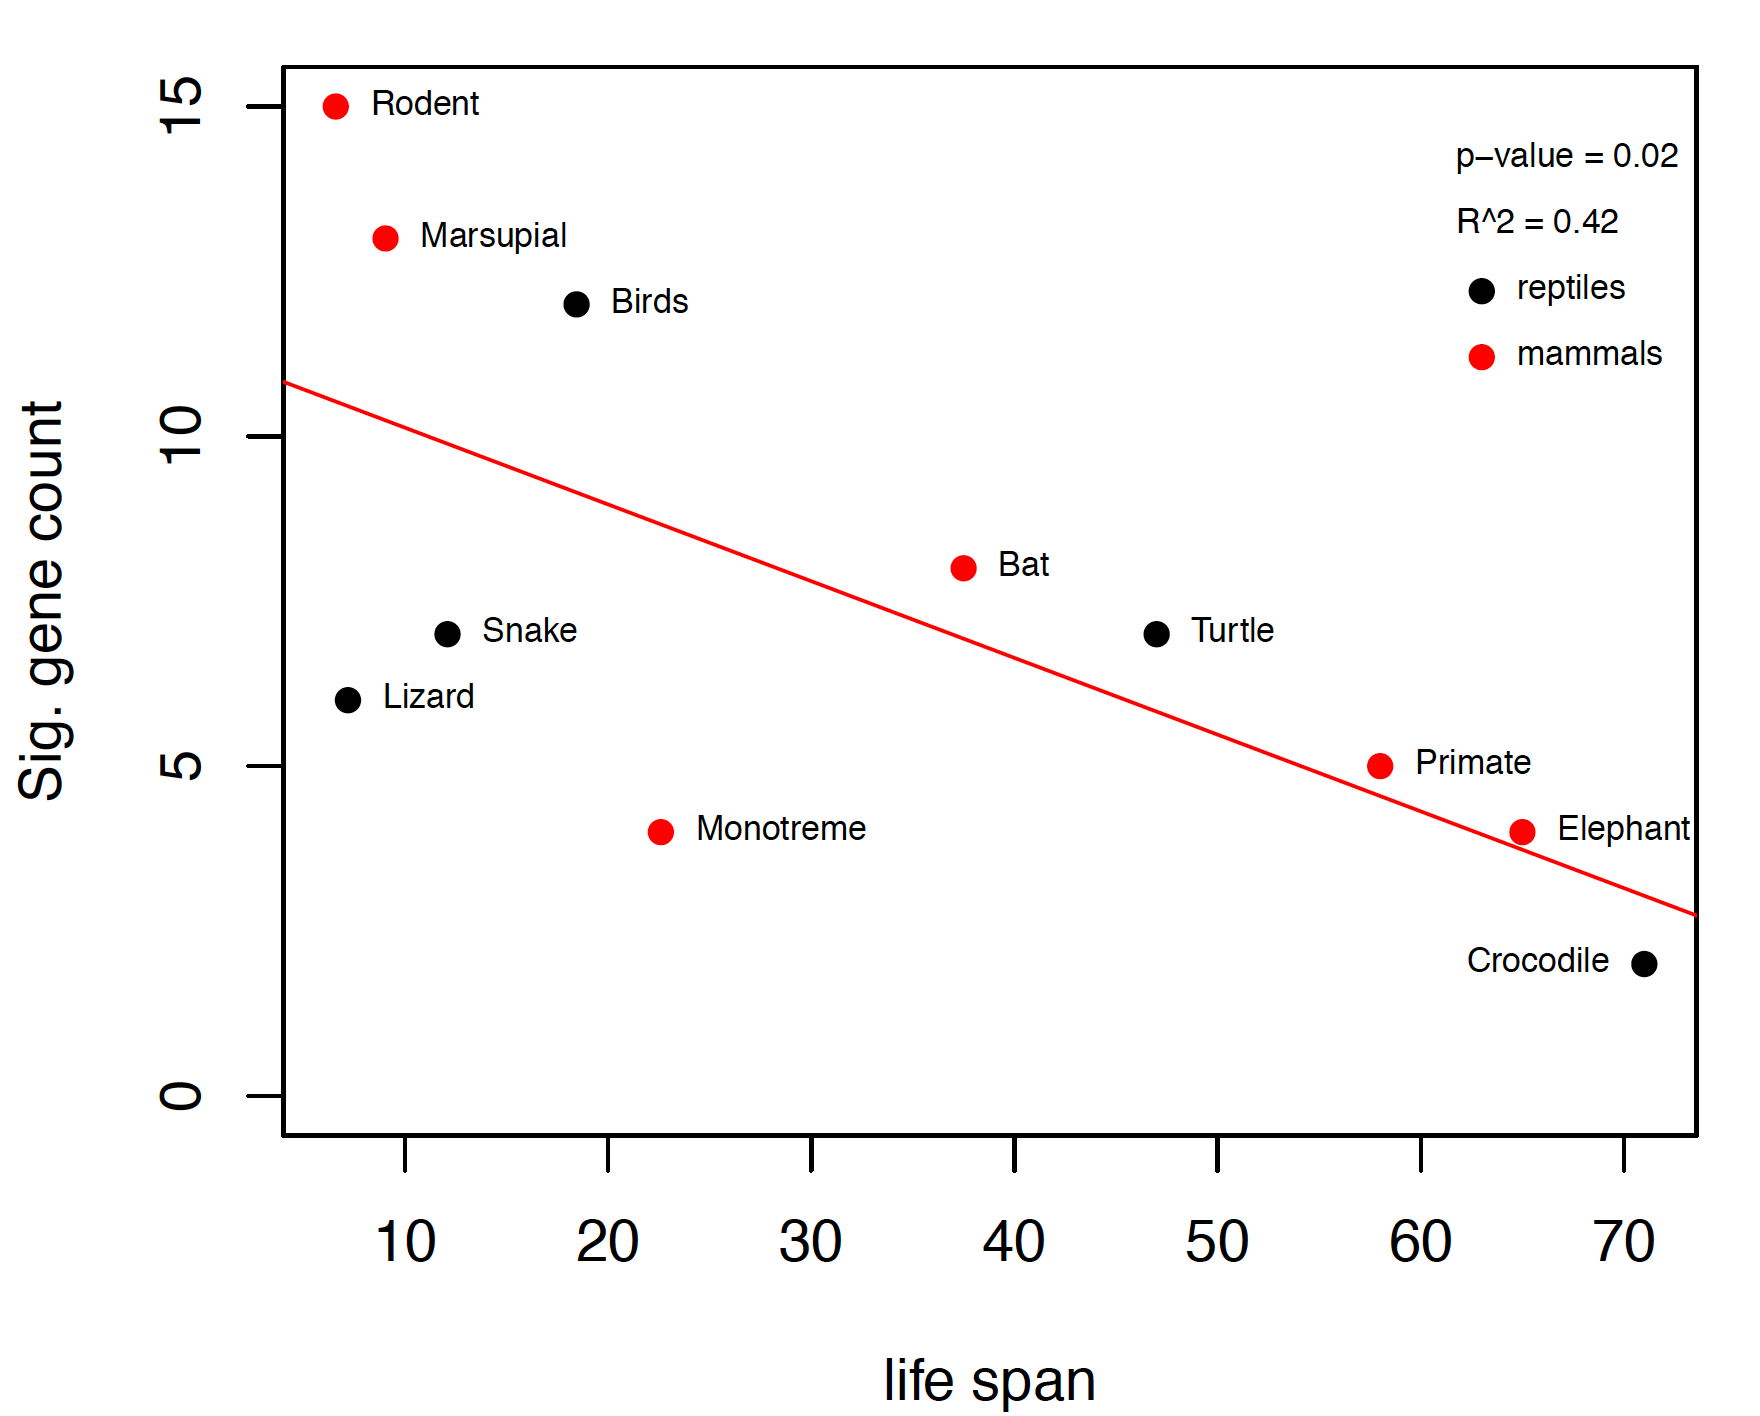 15
Rodent
p−value = 0.02
Marsupial
R^2 = 0.42
Birds
reptiles
mammals
10
Sig. gene count
Bat
Snake
Turtle
Lizard
5
Primate
Monotreme
Elephant
Crocodile
0
10 20 30 40 50 60 70
life span